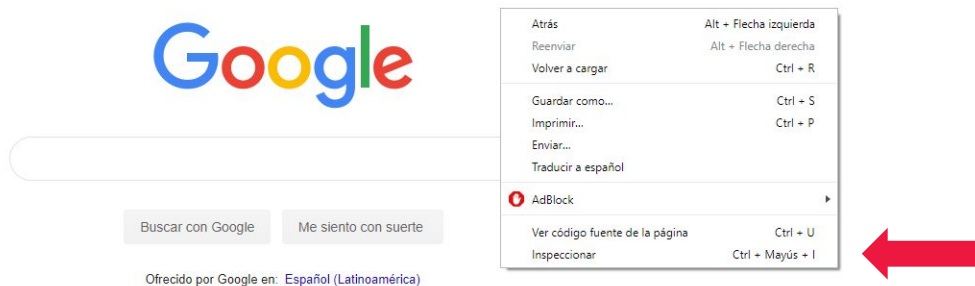 Google
Buscar con Google
Me siento con suerte
Ofrecido por Google en: Español (Latinoamérica)
Atrás Alt + Flecha izquierda
Reenviar Alt + Flecha derecha
Volver a cargar Ctrl + R
Guardar como... Ctrl + S
Imprimir... Ctrl + P
Enviar...
Traducir a español
AdBlock
Ver código fuente de la página Ctrl + U
Inspeccionar Ctrl + Mayús + I